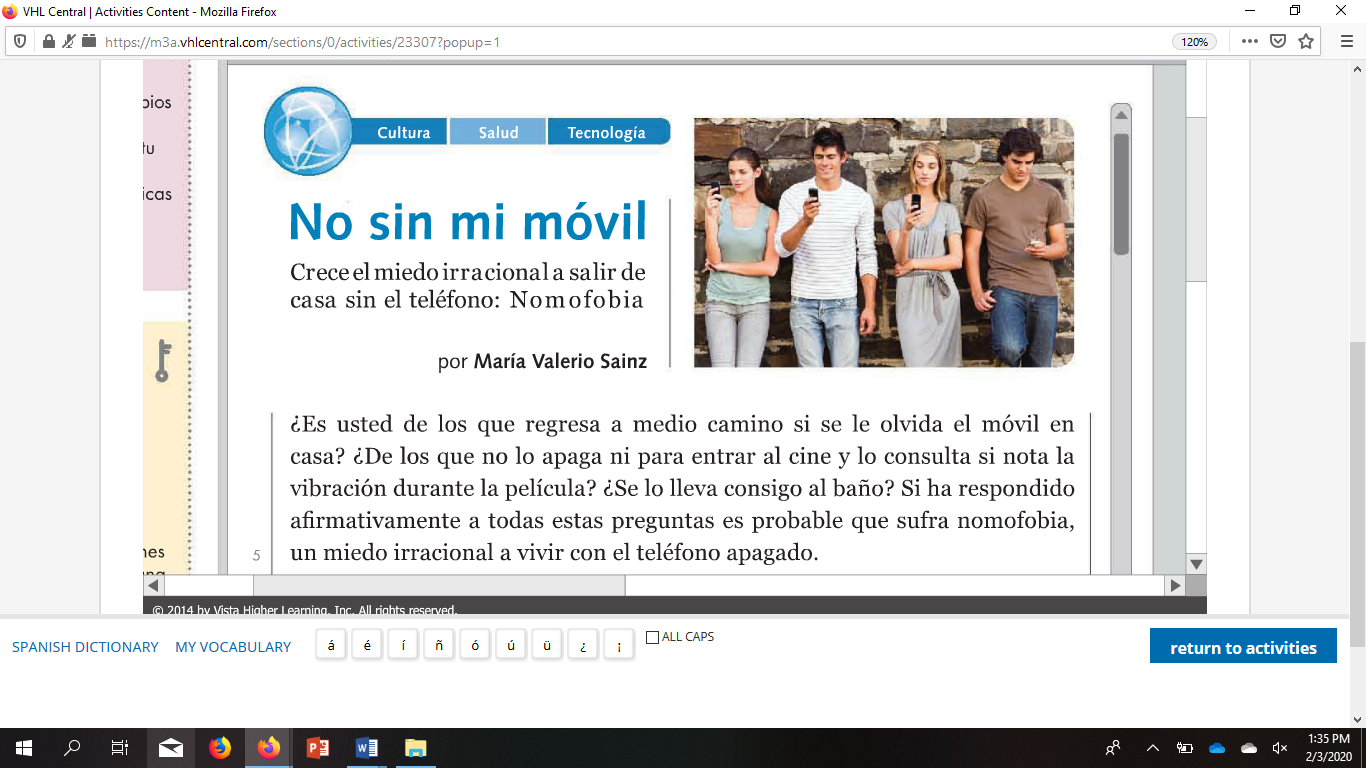 VHL Central | Activities Content - Mozilla Firefox
https://m3a.vhlcentral.com/sections/0/activities/23307?popup=1
120%
pios
tu
icas
Cultura Salud Tecnología
No sin mi móvil
Crece el miedo irracional a salir de
casa sin el teléfono: Nomofobia
por María Valerio Sainz
¿Es usted de los que regresa a medio camino si se le olvida el móvil en
casa? ¿De los que no lo apaga ni para entrar al cine y lo consulta si nota la
vibración durante la película? ¿Se lo lleva consigo al baño? Si ha respondido
afirmativamente a todas estas preguntas es probable que sufra nomofobia,
5 un miedo irracional a vivir con el teléfono apagado.
nes
© 2014 by Vista Higher Learning, Inc. All rights reserved.
SPANISH DICTIONARY MY VOCABULARY á é í ñ ó ú ü ¿ ¡ ALL CAPS
return to activities
1:35 PM
2/3/2020